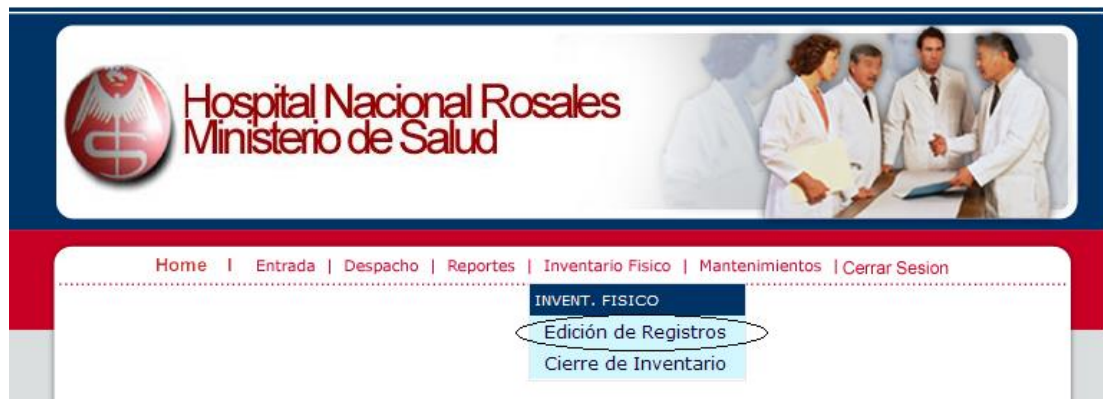 Hospital Nacional Rosales
Ministerio de Salud
Home | Entrada | Despacho | Reportes | Inventario Fisico | Mantenimientos | Cerrar Sesion
INVENT. FISICO
Edición de Registros
Cierre de Inventario